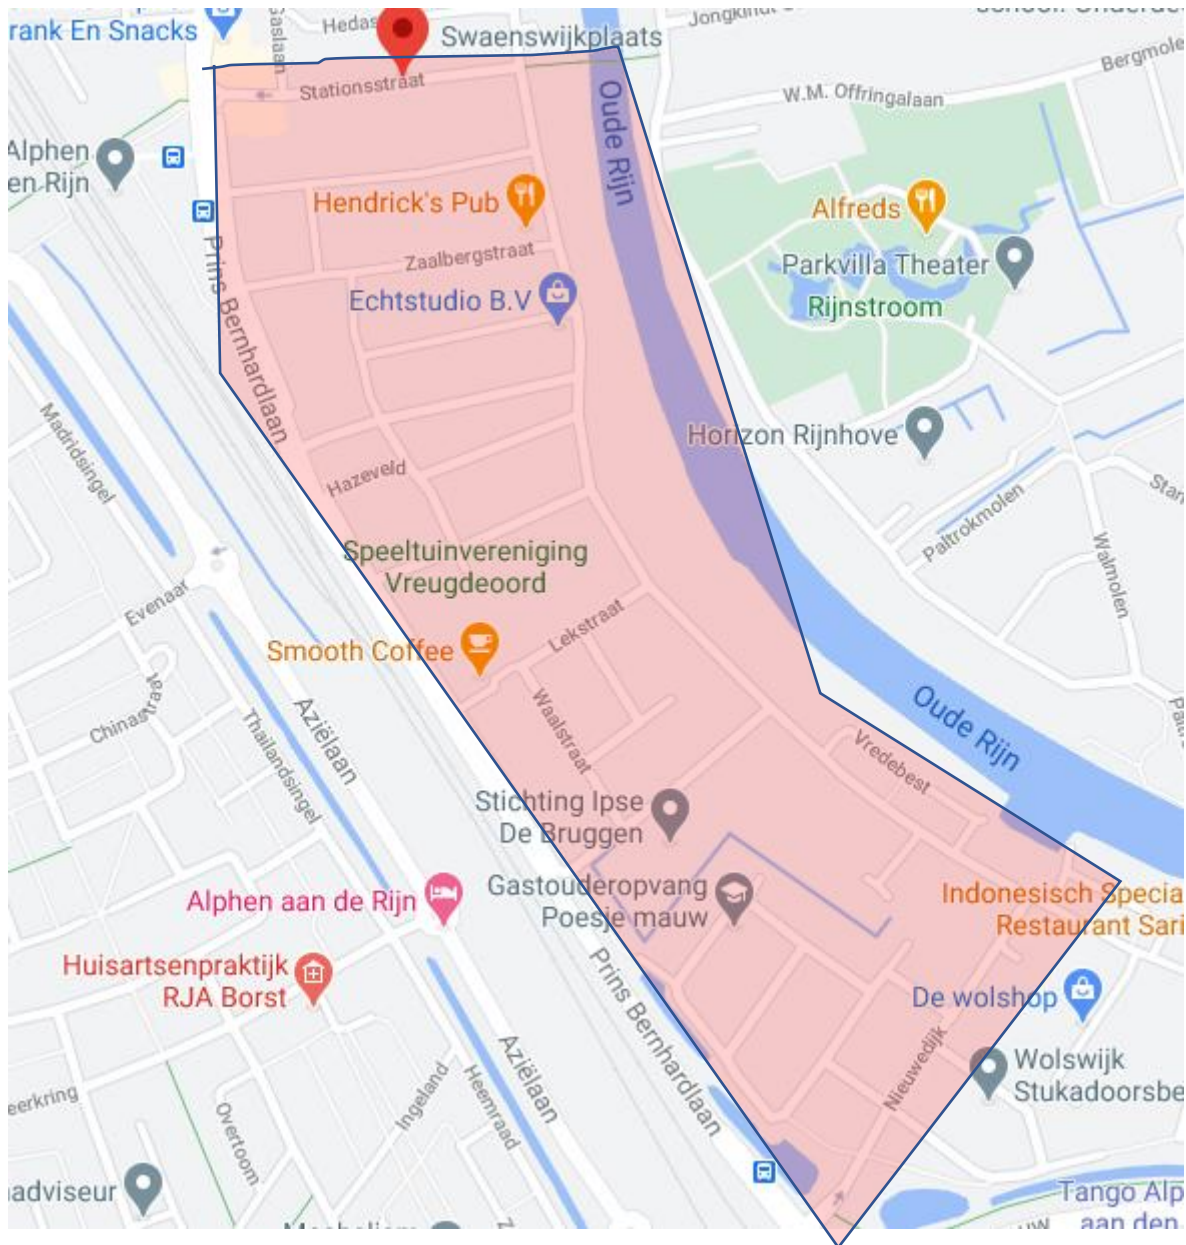 rank En Snacks
Gaslaan
Swaenswijkplaats
Stationsstraat
W.M. Offringalaan
Oude Rijn
Alphen
en Rijn
Hendrick's Pub
Alfreds
Zaalbergstraat
Parkvilla Theater
Rijnstroom
Echtstudio B.V
Prins Bernhardlaan
Madridsingel
Horizon Rijnhove
Hazeveld
Paltrokmolen
Speeltuinvereniging
Vreugdeoord
Walmolen
Evenaar
Lekstraat
Smooth Coffee
Chinastraat
Aziëlaan
Waalstraat
Oude Rijn
Thailandsingel
Vredebest
Stichting Ipse
De Bruggen
Alphen aan de Rijn
Gastouderopvang
Poesje mauw
Indonesisch Specia
Restaurant Sari
Huisartsenpraktijk
RJA Borst
Prins Bernhardlaan
De wolshop
Aziëlaan
Nieuwedijk
Wolswijk
Stukadoorsbe
eerkring
Overtoom
Ingeland
Heemraad
adviseur
Tango Alp
aan den